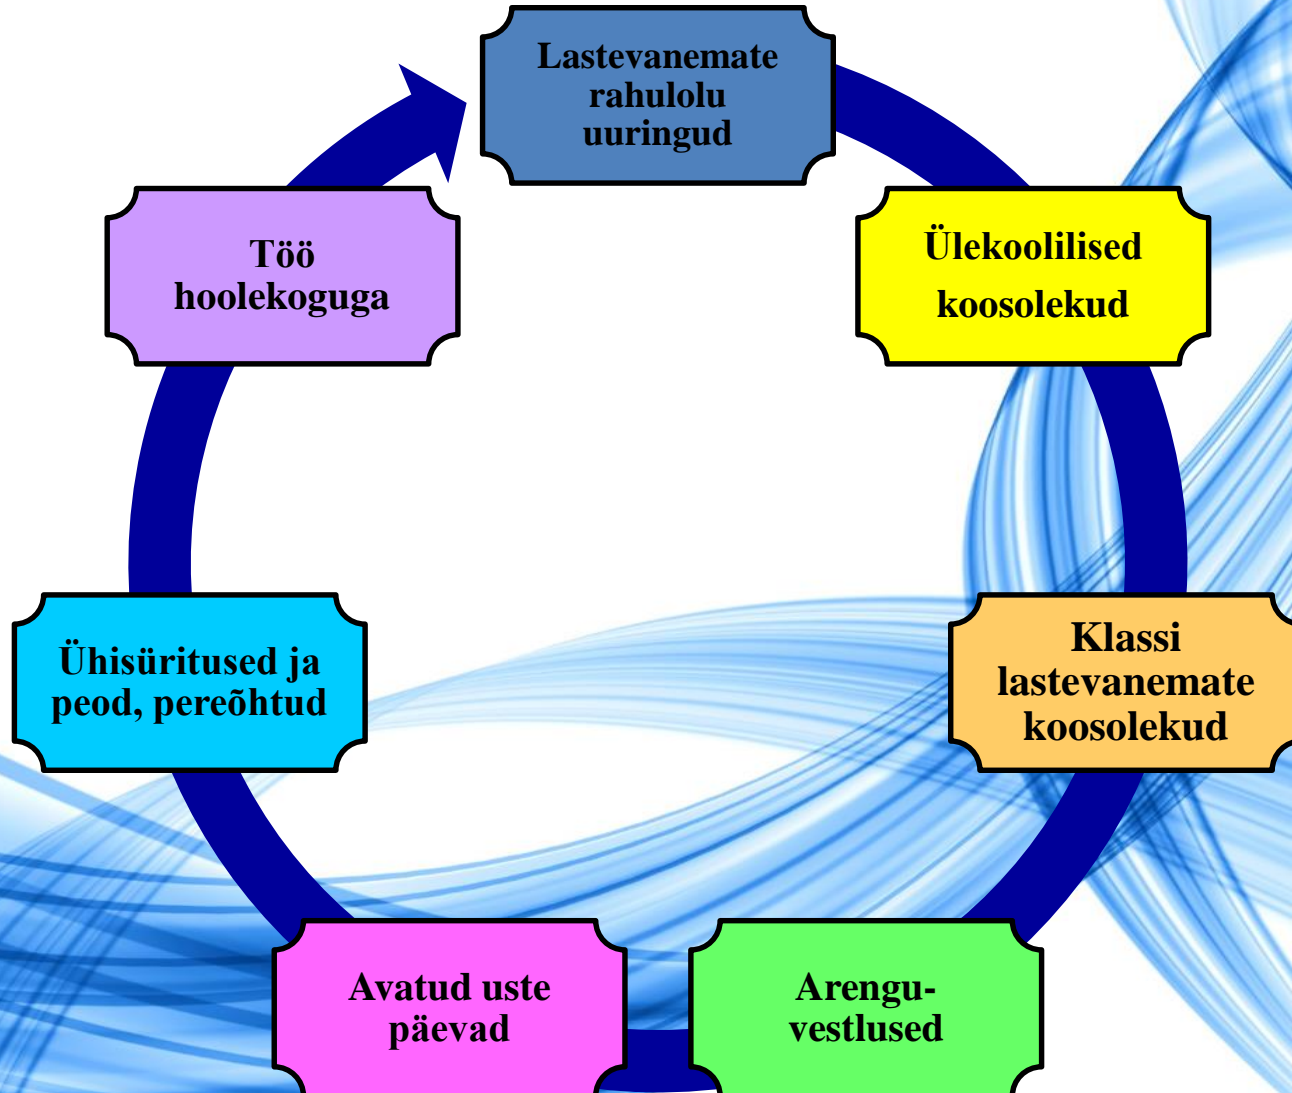 Lastevanemate
rahulolu
uuringud
Ülekoolilised
koosolekud
Klassi
lastevanemate
koosolekud
Arengu-
vestlused
Avatud uste
päevad
Ühisüritused ja
peod, pereõhtud
Töö
hoolekoguga